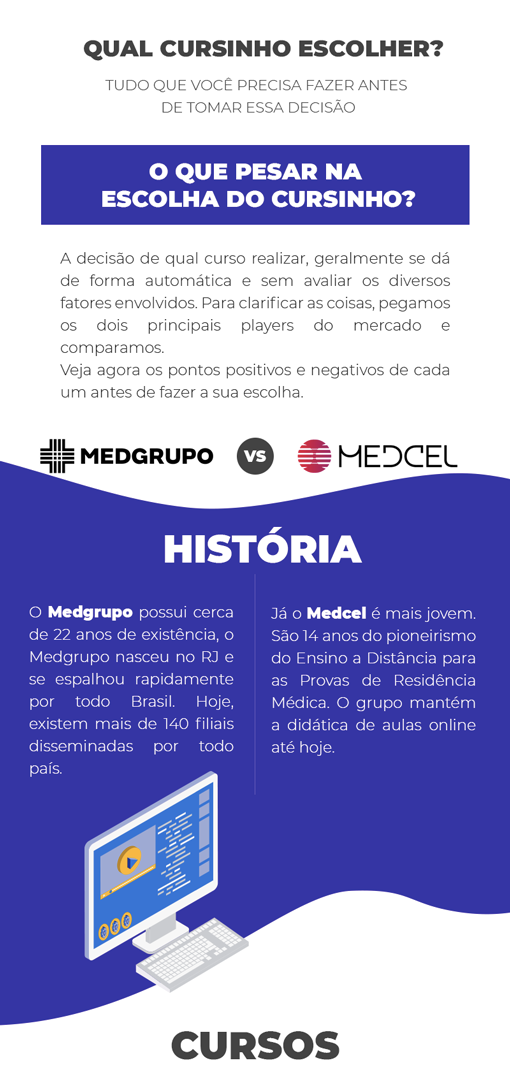 QUAL CURSINHO ESCOLHER?
TUDO QUE VOCÊ PRECISA FAZER ANTES
DE TOMAR ESSA DECISÃO
O QUE PESAR NA
ESCOLHA DO CURSINHO?
A decisão de qual curso realizar, geralmente se dá
de forma automática e sem avaliar os diversos
fatores envolvidos. Para clarificar as coisas, pegamos
os dois principais players do mercado e
comparamos.
Veja agora os pontos positivos e negativos de cada
um antes de fazer a sua escolha.
MEDGRUPO VS MEDCEL
HISTÓRIA
O Medgrupo possui cerca
de 22 anos de existência, o
Medgrupo nasceu no RJ e
se espalhou rapidamente
por todo Brasil. Hoje,
existem mais de 140 filiais
disseminadas por todo
país.
Já o Medcel é mais jovem.
São 14 anos do pioneirismo
do Ensino a Distância para
as Provas de Residência
Médica. O grupo mantém
a didática de aulas online
até hoje.
CURSOS